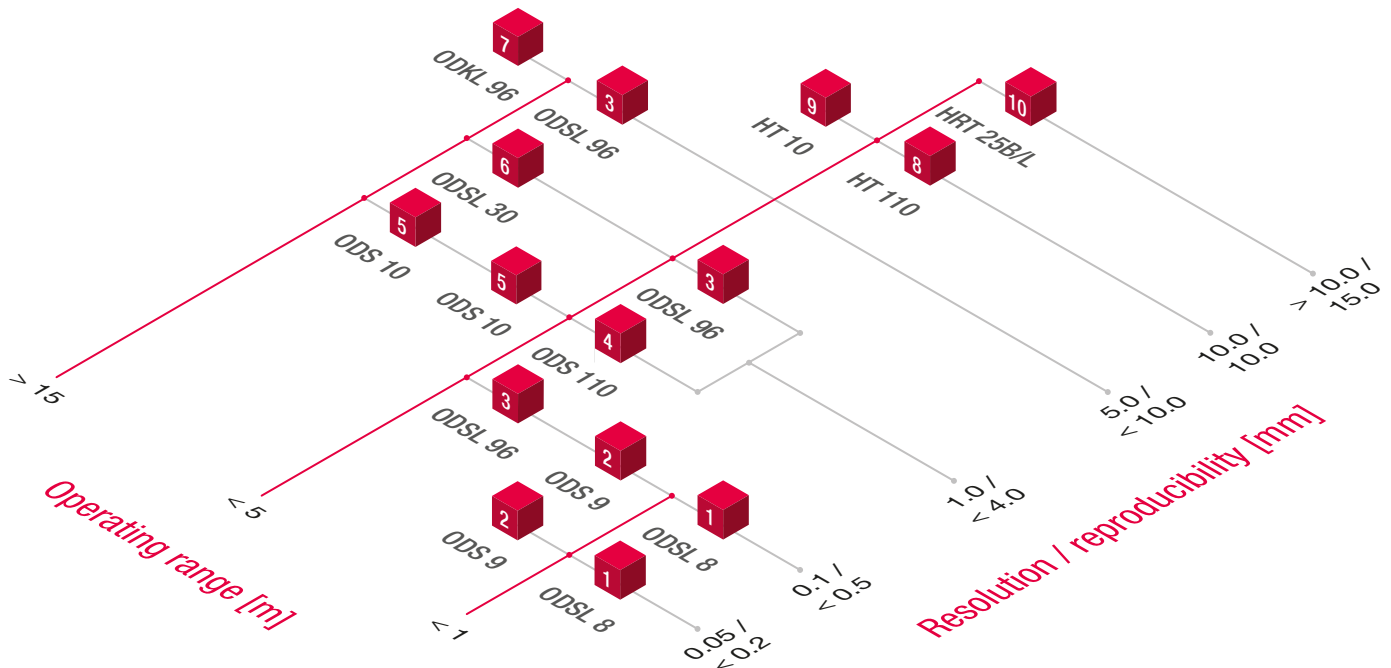 7
ODKL 96
3
ODSL 96
9
HT 10
10
HRT 25B/L
6
ODSL 30
8
HT 110
5
ODS 10
5
ODS 10
3
ODSL 96
4
ODS 110
> 10.0 /
15.0
10.0 /
10.0
5.0 /
< 10.0
> 15
3
ODSL 96
2
ODS 9
1.0 /
< 4.0
< 5
2
ODS 9
1
ODSL 8
1
ODSL 8
0.1 /
< 0.5
0.05 /
< 0.2
< 1
Operating range [m]
Resolution / reproducibility [mm]